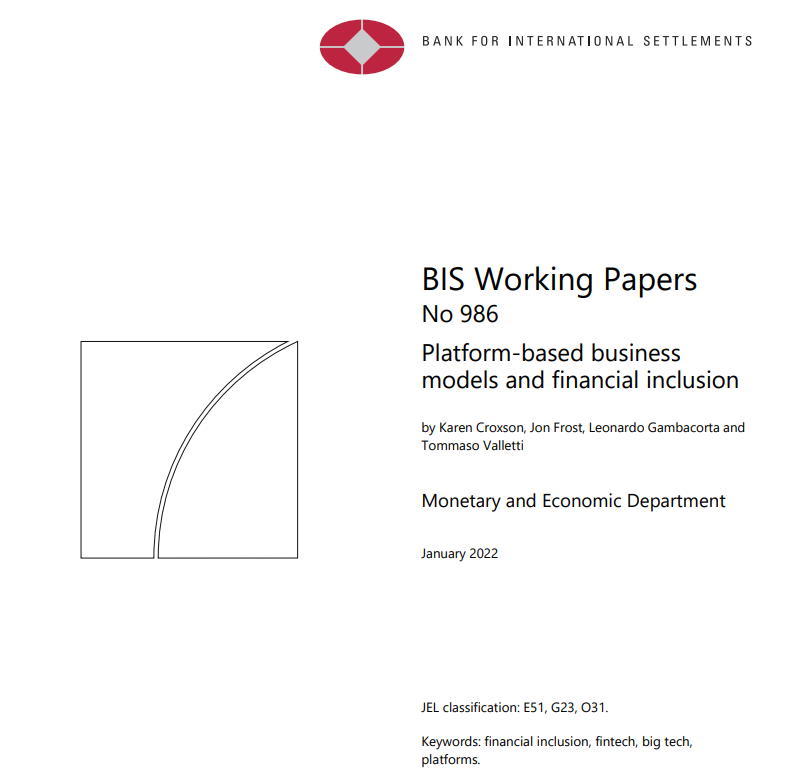 BANK FOR INTERNATIONAL SETTLEMENTS
BIS Working Papers
No 986
Platform-based business
models and financial inclusion
by Karen Croxson, Jon Frost, Leonardo Gambacorta and
Tommaso Valletti
Monetary and Economic Department
January 2022
JEL classification: E51, G23, O31.
Keywords: financial inclusion, fintech, big tech,
platforms.